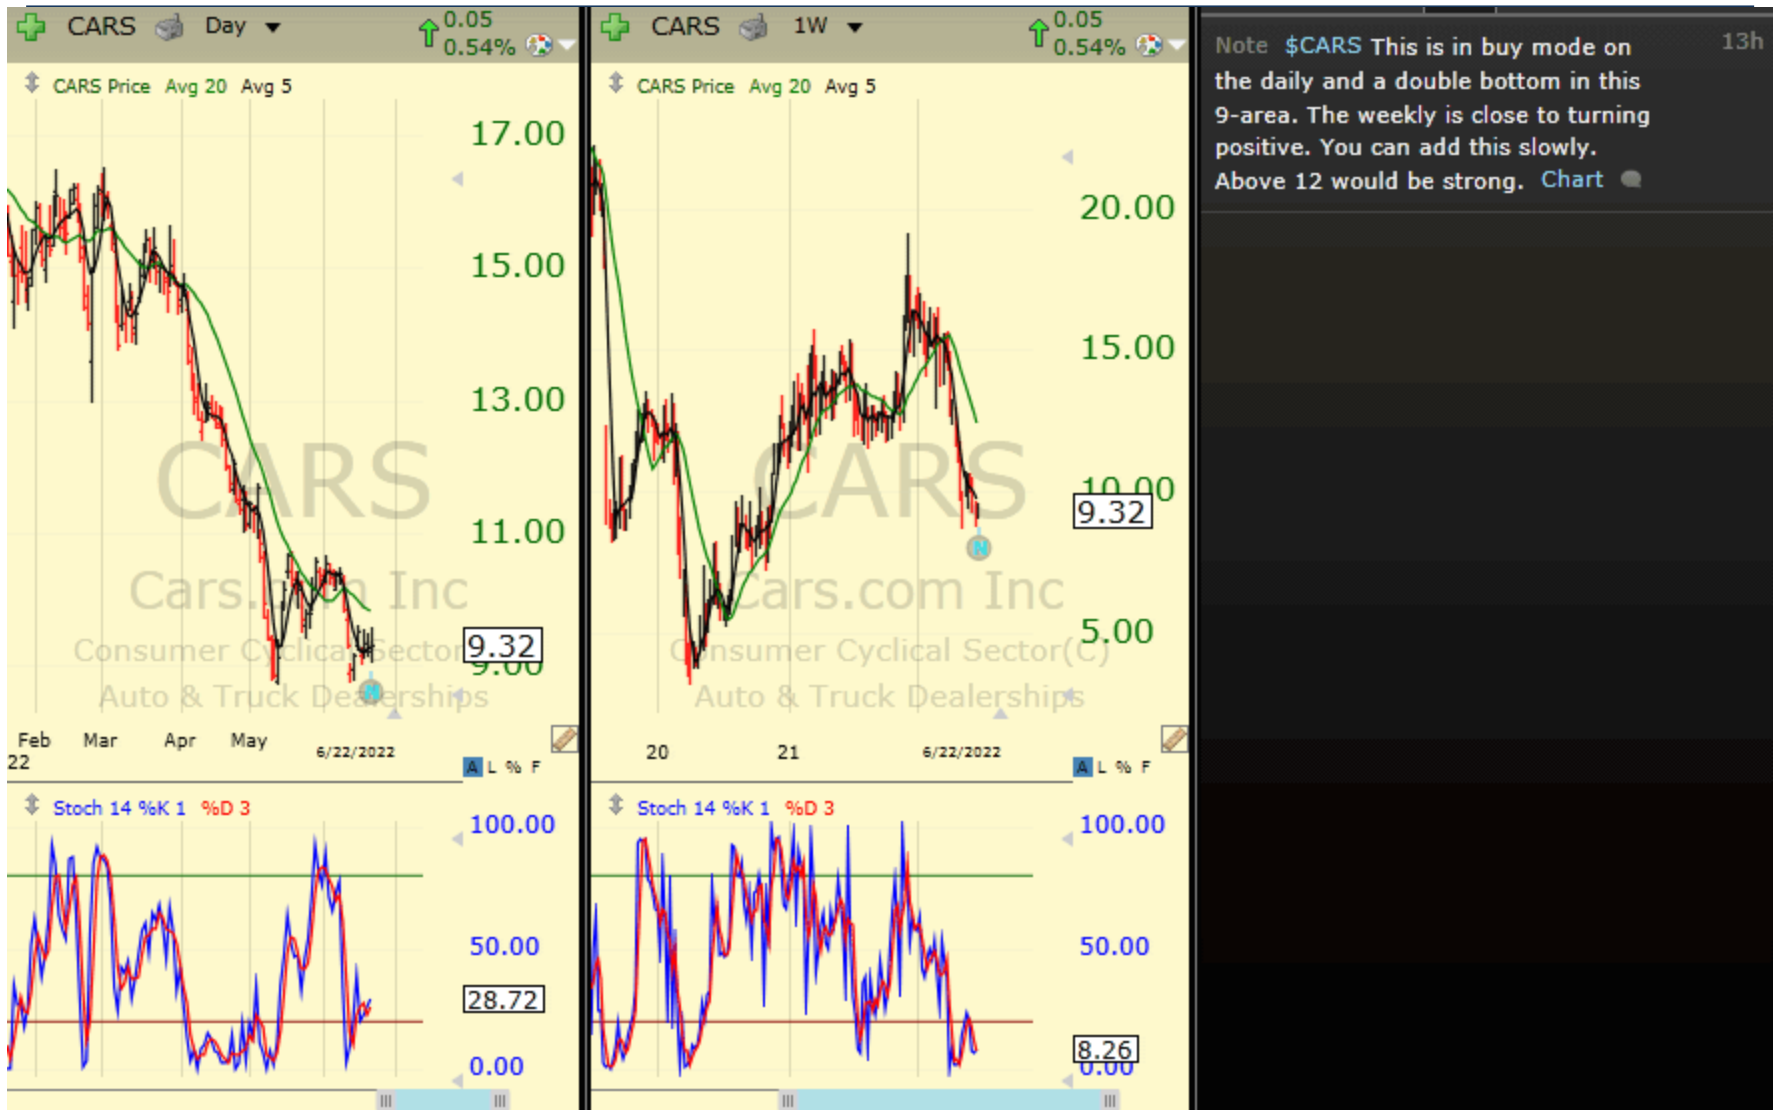 CARS Day 0.05
0.54%
CARS Price Avg 20 Avg 5
17.00
15.00
13.00
11.00
9.32
9.00
CARS
Cars.com Inc
Consumer Cyclical Sector
Auto & Truck Dealerships
N
Feb Mar Apr May 6/22/2022
22
A L % F
Stoch 14 %K 1 %D 3
100.00
50.00
28.72
0.00
CARS 1W 0.05
0.54%
CARS Price Avg 20 Avg 5
20.00
15.00
10.00
9.32
5.00
CARS
Cars.com Inc
Consumer Cyclical Sector(C)
Auto & Truck Dealerships
N
20 21 6/22/2022
A L % F
Stoch 14 %K 1 %D 3
100.00
50.00
8.26
0.00
Note $CARS This is in buy mode on 13h
the daily and a double bottom in this
9-area. The weekly is close to turning
positive. You can add this slowly.
Above 12 would be strong. Chart